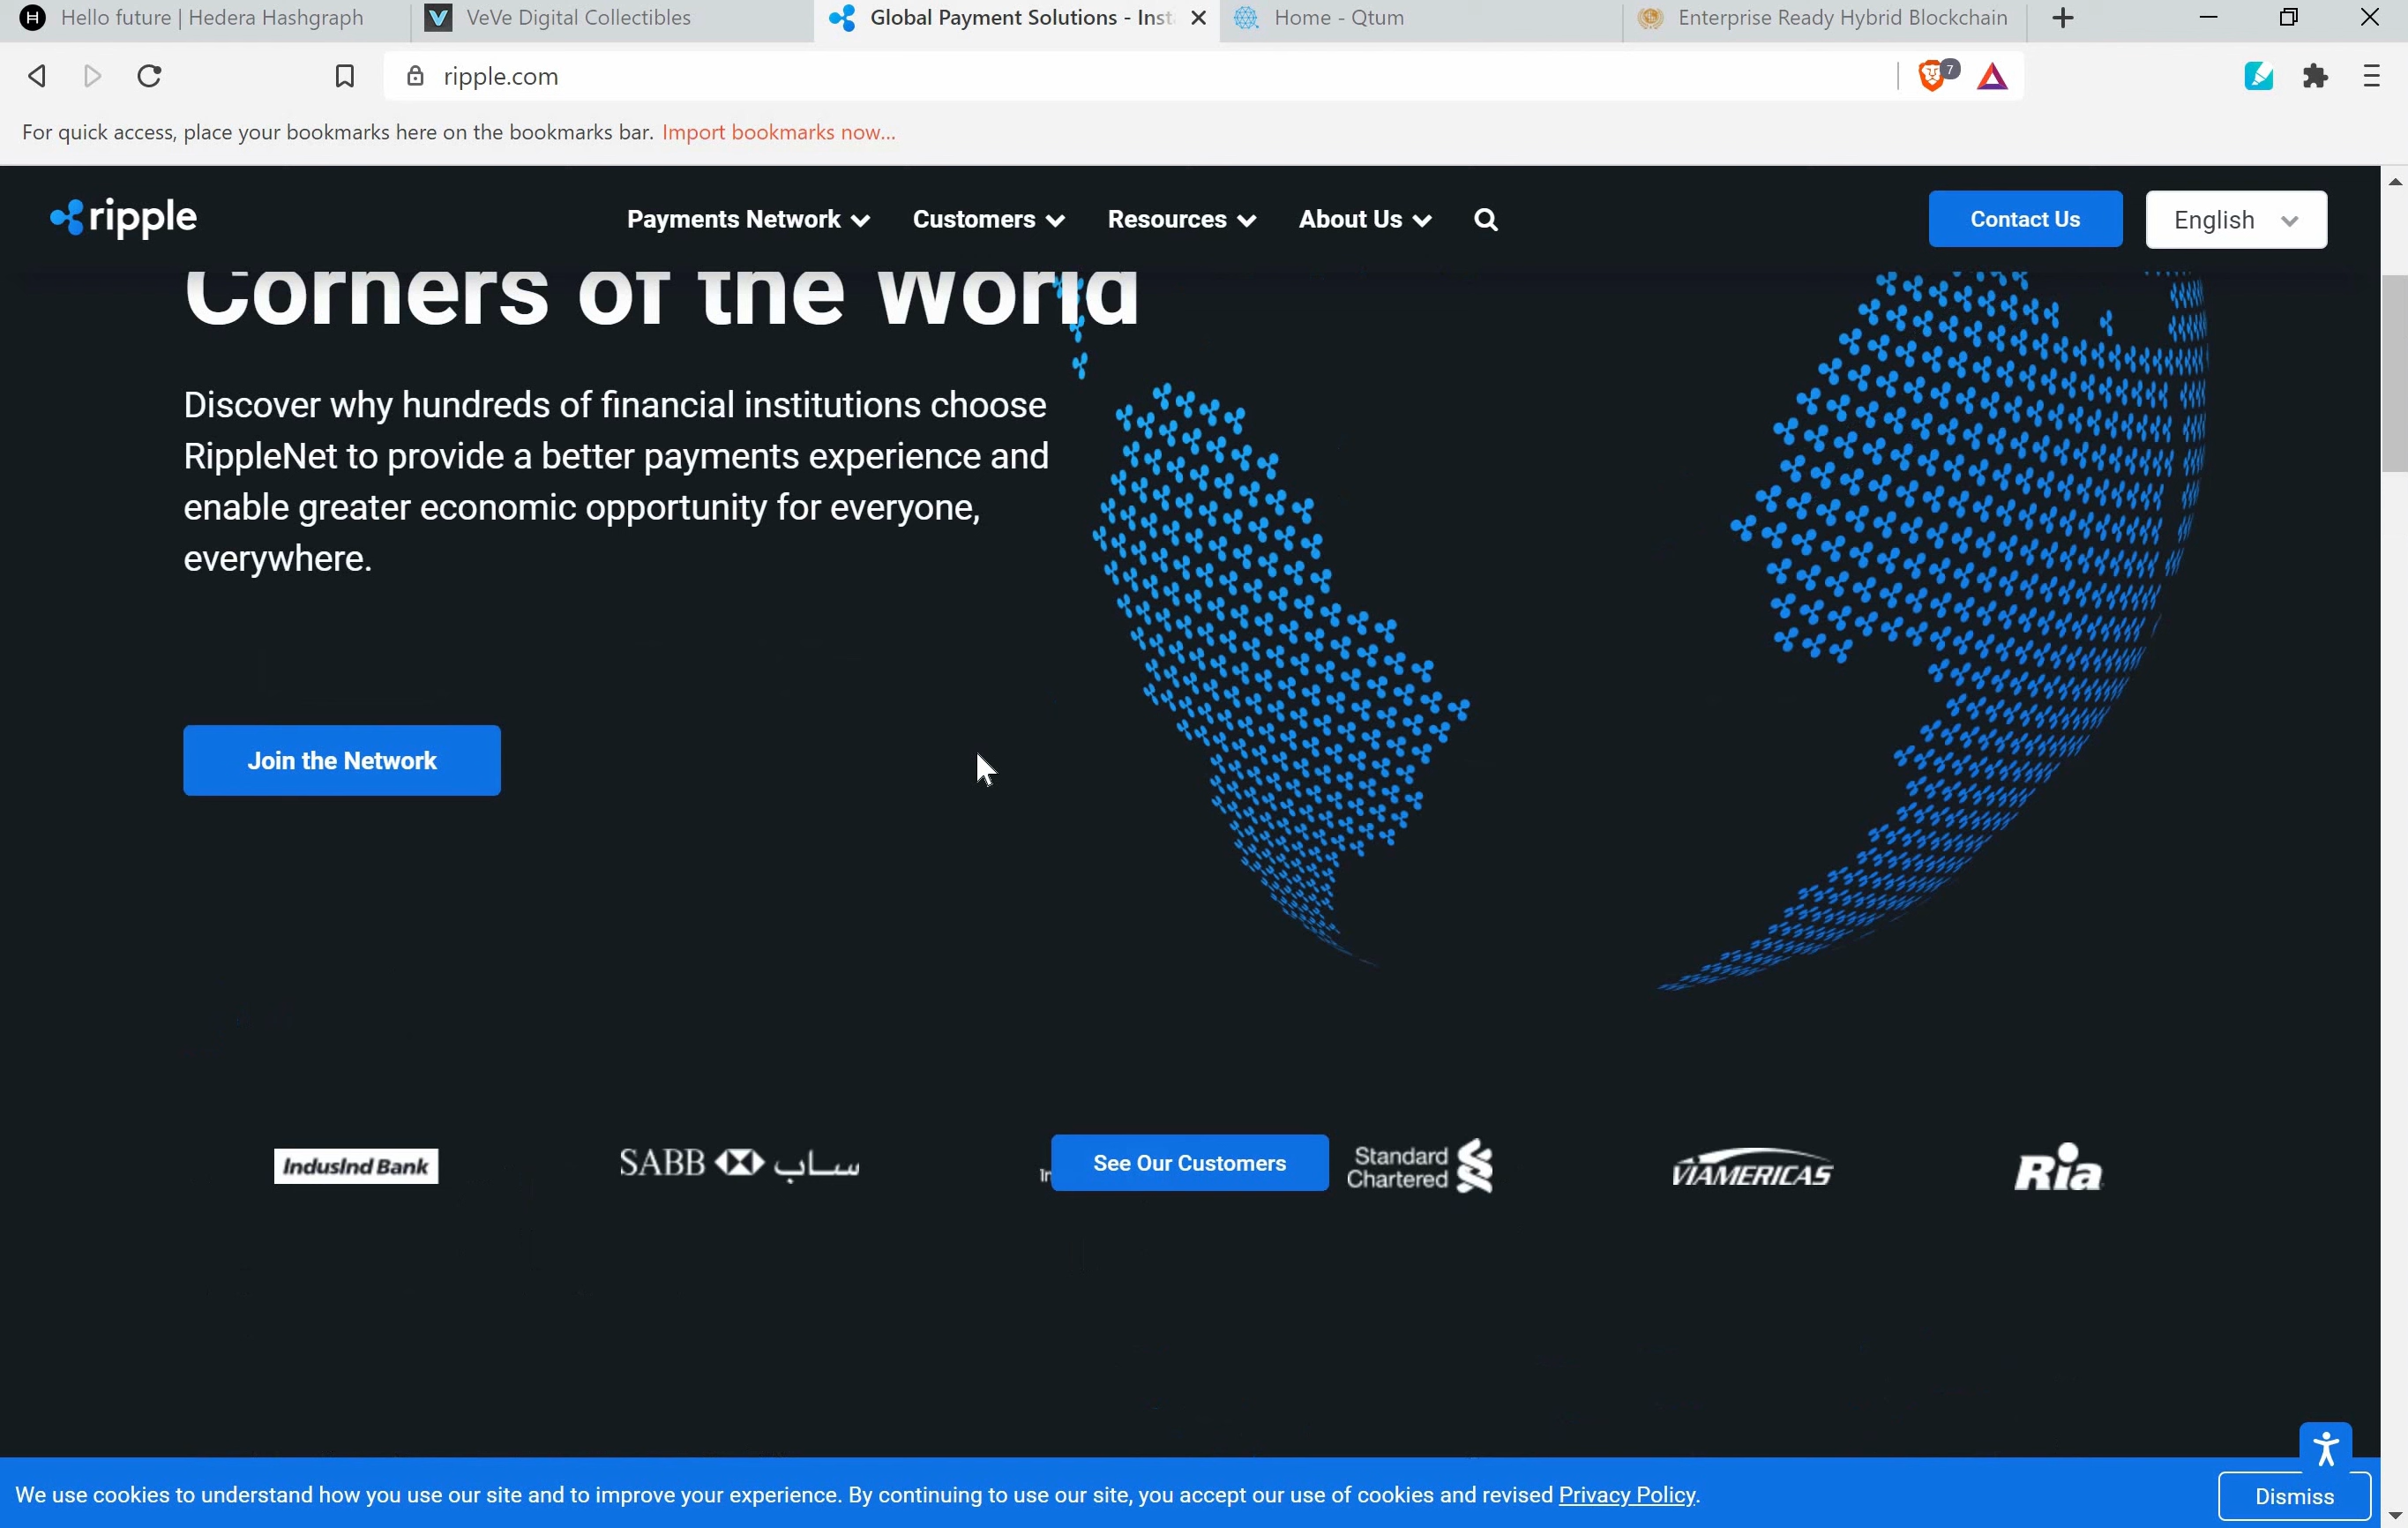 Hello future | Hedera Hashgraph
VeVe Digital Collectibles
Global Payment Solutions - Inst
Home - Qtum
Enterprise Ready Hybrid Blockchain
ripple.com
7
For quick access, place your bookmarks here on the bookmarks bar. Import bookmarks now...
ripple
Payments Network
Customers
Resources
About Us
Contact Us
English
Corners of the World
Discover why hundreds of financial institutions choose
RippleNet to provide a better payments experience and
enable greater economic opportunity for everyone,
everywhere.
Join the Network
IndusInd Bank
SABB ساب
See Our Customers
Standard
Chartered
VIAMERICAS
Ria
We use cookies to understand how you use our site and to improve your experience. By continuing to use our site, you accept our use of cookies and revised Privacy Policy.
Dismiss